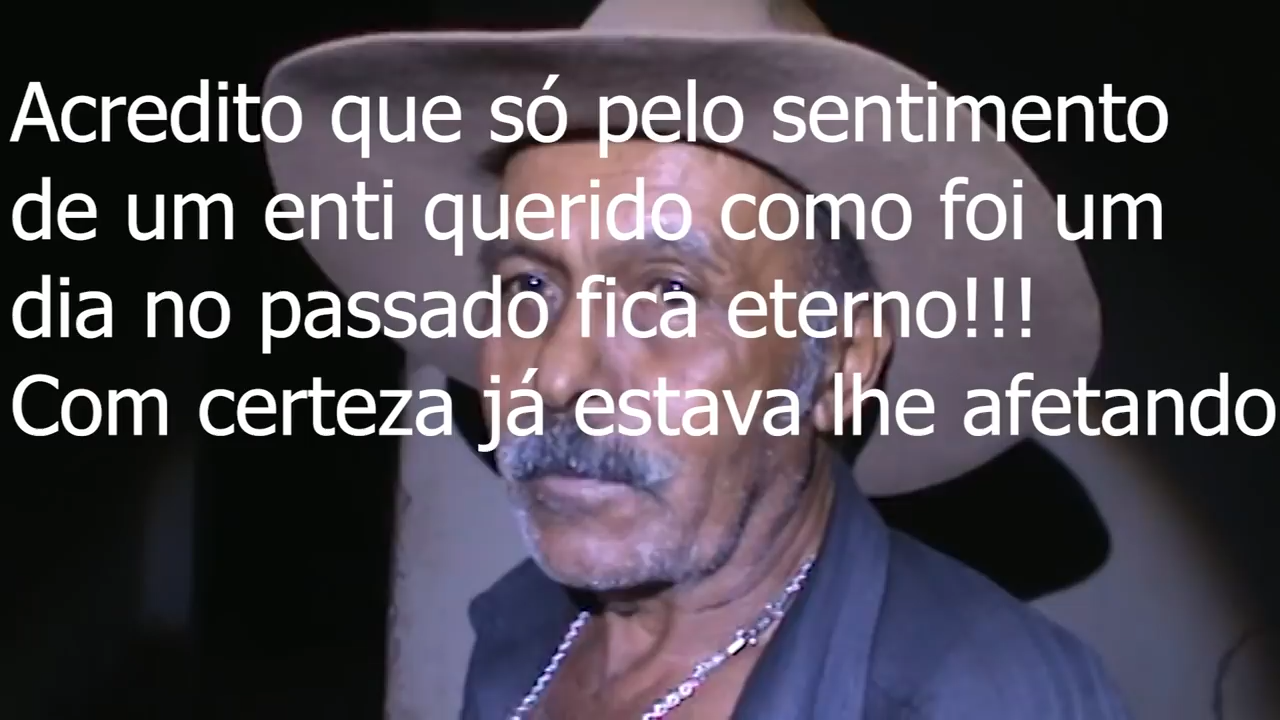 Acredito que só pelo sentimento
de um enti querido como foi um
dia no passado fica eterno!!!
Com certeza já estava lhe afetando